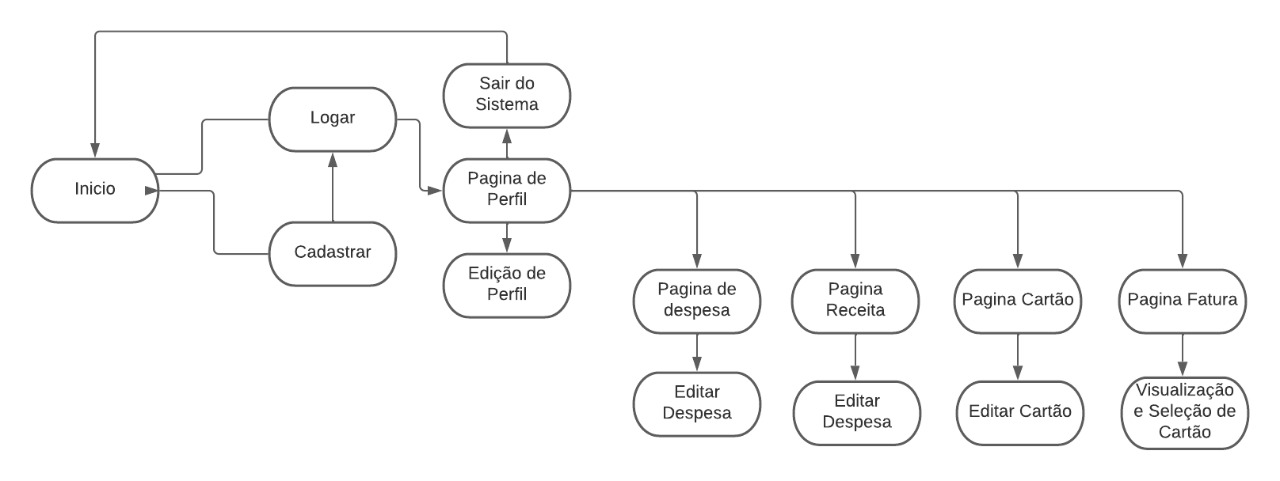 Sair do
Sistema
Logar
Inicio
Pagina de
Perfil
Cadastrar
Edição de
Perfil
Pagina de
despesa
Pagina
Receita
Pagina Cartão
Pagina Fatura
Editar
Despesa
Editar
Despesa
Editar Cartão
Visualização
e Seleção de
Cartão